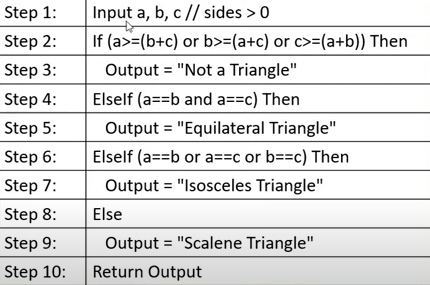 Step 1: Input a, b, c // sides > 0
Step 2: If (a>=(b+c) or b>=(a+c) or c>=(a+b)) Then
Step 3: Output = "Not a Triangle"
Step 4: ElseIf (a==b and a==c) Then
Step 5: Output = "Equilateral Triangle"
Step 6: ElseIf (a==b or a==c or b==c) Then
Step 7: Output = "Isosceles Triangle"
Step 8: Else
Step 9: Output = "Scalene Triangle"
Step 10: Return Output